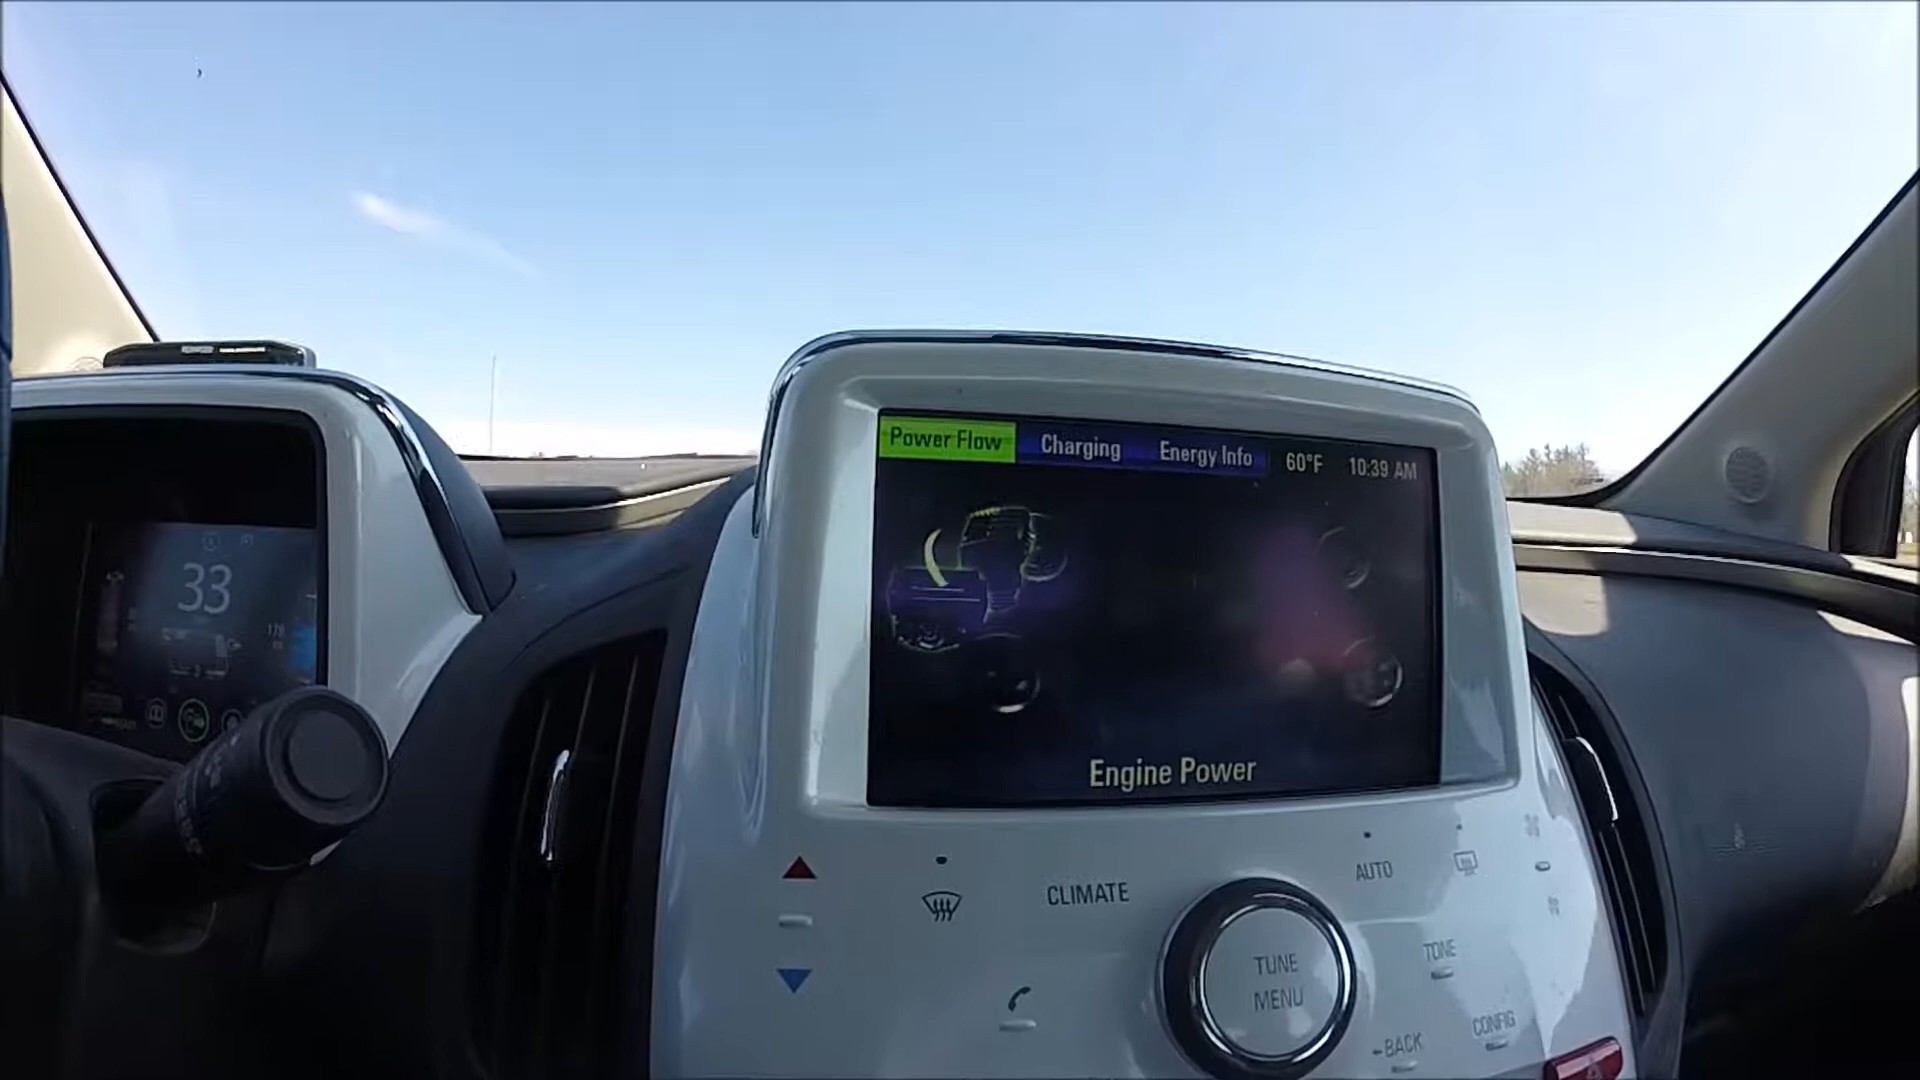 Power Flow Charging Energy Info 60°F 10:39 AM
33
Engine Power
CLIMATE
AUTO
TUNE
MENU
TONE
CONFIG
BACK